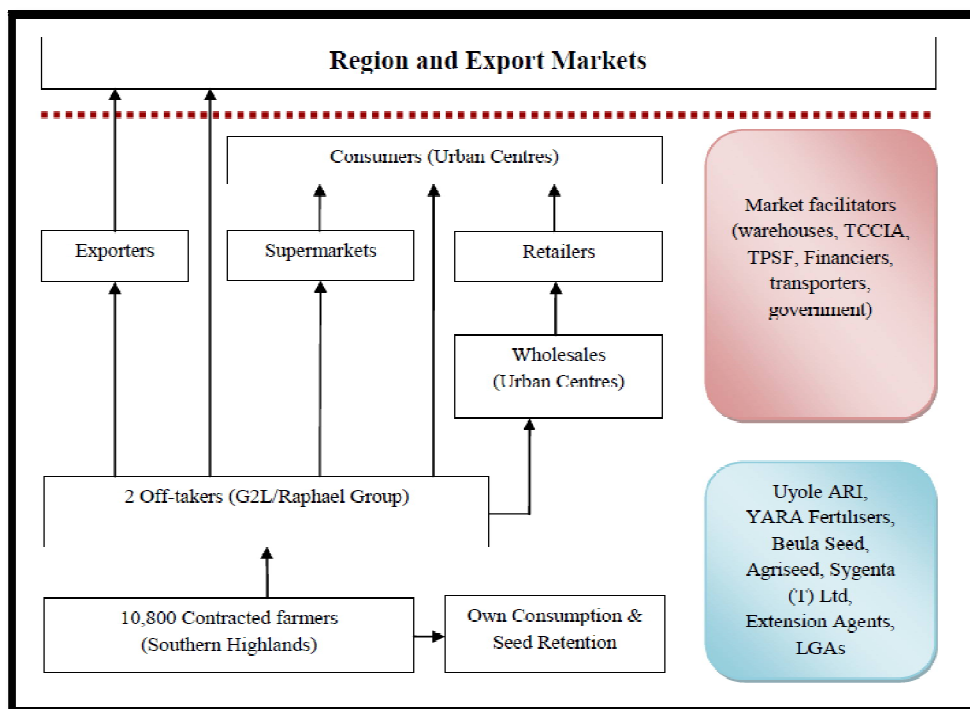 Region and Export Markets
Consumers (Urban Centres)
Exporters
Supermarkets
Retailers
Wholesales
(Urban Centres)
2 Off-takers (G2L/Raphael Group)
10,800 Contracted farmers
(Southern Highlands)
Own Consumption &
Seed Retention
Market facilitators
(warehouses, TCCIA,
TPSF, Financiers,
transporters,
government)
Uyole ARI,
YARA Fertilisers,
Beula Seed,
Agriseed, Sygenta
(T) Ltd,
Extension Agents,
LGAs